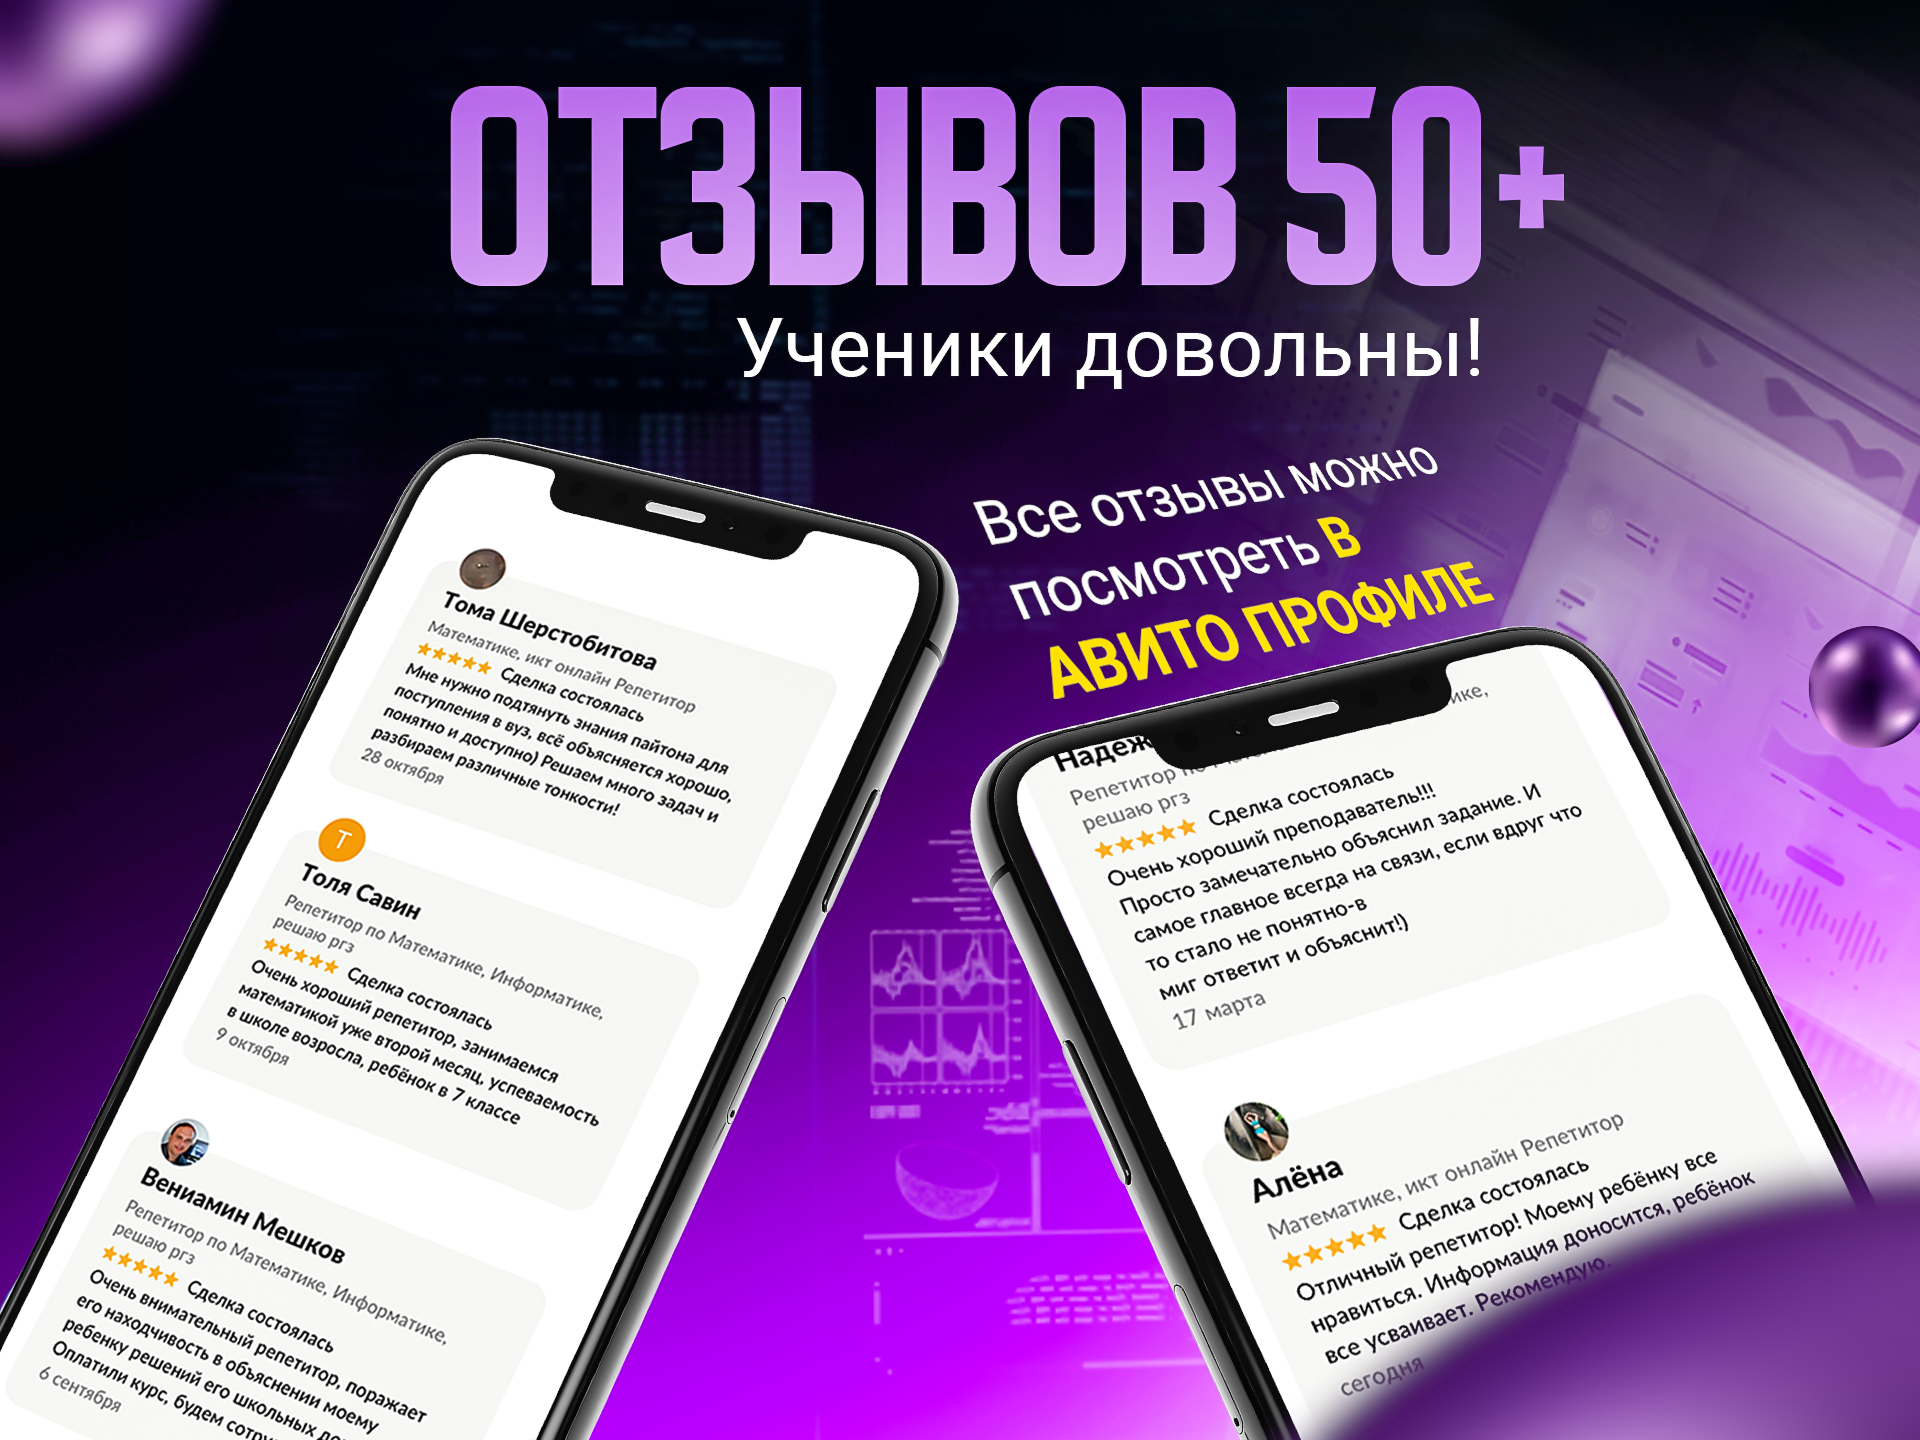 ОТЗЫВОВ 50+
Ученики довольны!
Все отзывы можно
посмотреть В
АВИТО ПРОФИЛЕ
Тома Шерстобитова
Математике, икт онлайн Репетитор
Сделка состоялась
Мне нужно подтянуть знания пайтона для
поступления в вуз, всё объясняется хорошо,
понятно и доступно) Решаем много задач и
разбираем различные тонкости!
28 октября
Т
Толя Савин
Репетитор по Математике, Информатике,
решаю ргз
Сделка состоялась
Очень хороший репетитор, занимаемся
математикой уже второй месяц, успеваемость
в школе возросла, ребёнок в 7 классе
9 октября
Вениамин Мешков
Репетитор по Математике, Информатике,
решаю ргз
Сделка состоялась
Очень внимательный репетитор, поражает
его находчивость в объяснении моему
ребенку решений его школьных
Оплатили курс, будем
6 сентября
Репетитор
решаю ргз
Сделка состоялась
Очень хороший преподаватель!!!
Просто замечательно объяснил задание. И
самое главное всегда на связи, если вдруг что
то стало не понятно-в
миг ответит и объяснит!)
17 марта
Алёна
Математике, икт онлайн Репетитор
Сделка состоялась
Отличный репетитор! Моему ребёнку все
нравиться. Информация доносится, ребёнок
все усваивает. Рекомендую.
сегодня